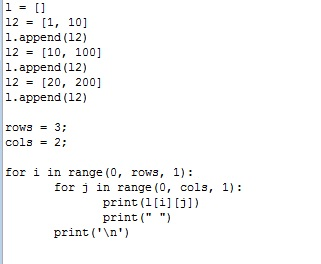 l = []
l2 = [1, 10]
l.append(l2)
l2 = [10, 100]
l.append(l2)
l2 = [20, 200]
l.append(l2)
rows = 3;
cols = 2;
for i in range(0, rows, 1):
for j in range(0, cols, 1):
print(l[i][j])
print(" ")
print('\n')